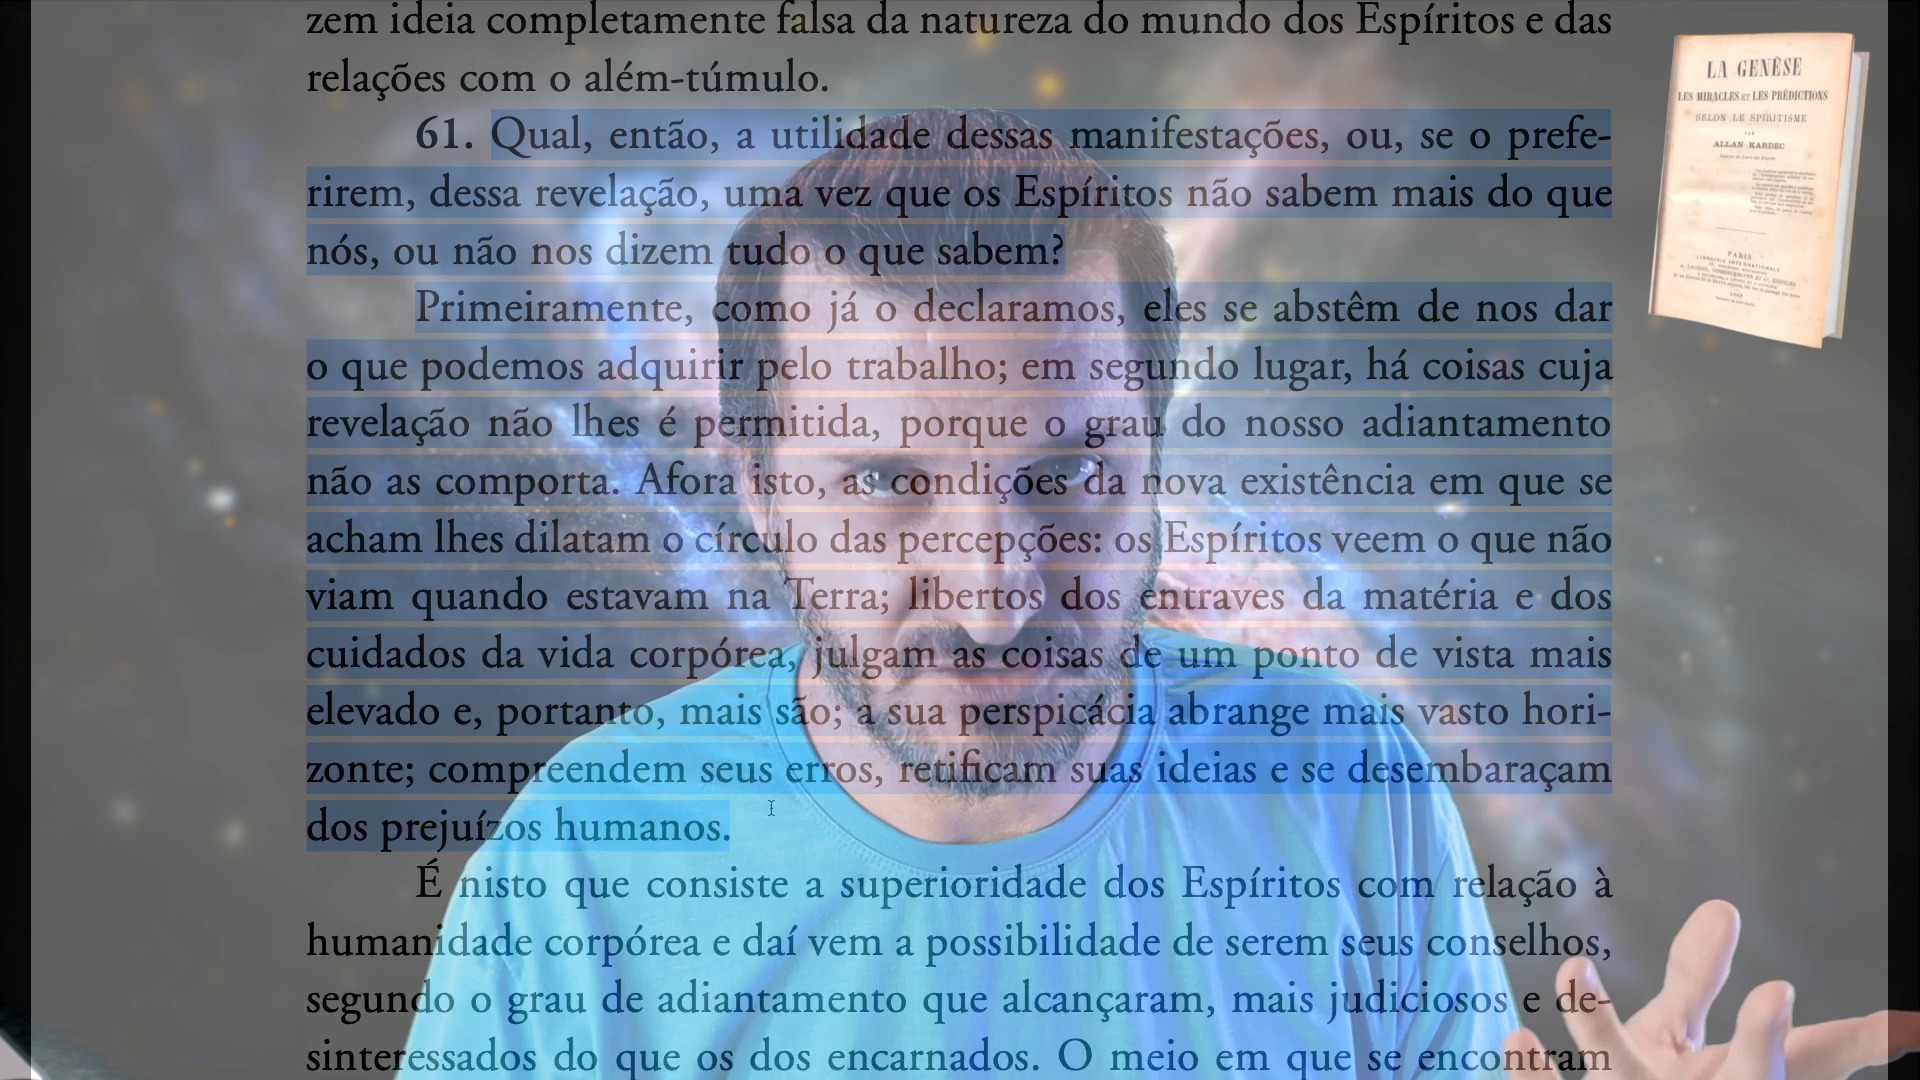 zem ideia completamente falsa da natureza do mundo dos Espíritos e das
relações com o além-túmulo.
61. Qual, então, a utilidade dessas manifestações, ou, se o prefe-
rirem, dessa revelação, uma vez que os Espíritos não sabem mais do que
nós, ou não nos dizem tudo o que sabem?
Primeiramente, como já o declaramos, eles se abstêm de nos dar
o que podemos adquirir pelo trabalho; em segundo lugar, há coisas cuja
revelação não lhes é permitida, porque o grau do nosso adiantamento
não as comporta. Afora isto, as condições da nova existência em que se
acham lhes dilatam o círculo das percepções: os Espíritos veem o que não
viam quando estavam na Terra; libertos dos entraves da matéria e dos
cuidados da vida corpórea, julgam as coisas de um ponto de vista mais
elevado e, portanto, mais são; a sua perspicácia abrange mais vasto hori-
zonte; compreendem seus erros, retificam suas ideias e se desembaraçam
dos prejuízos humanos.
É nisto que consiste a superioridade dos Espíritos com relação à
humanidade corpórea e daí vem a possibilidade de serem seus conselhos,
segundo o grau de adiantamento que alcançaram, mais judiciosos e de-
sinteressados do que os dos encarnados. O meio em que se encontram
LA GENÈSE
LES MIRACLES ET LES PRÉDICTIONS
SELON LE SPIRITISME
PAR
ALLAN KARDEC
PARIS
LIBRAIRIE INTERNATIONALE